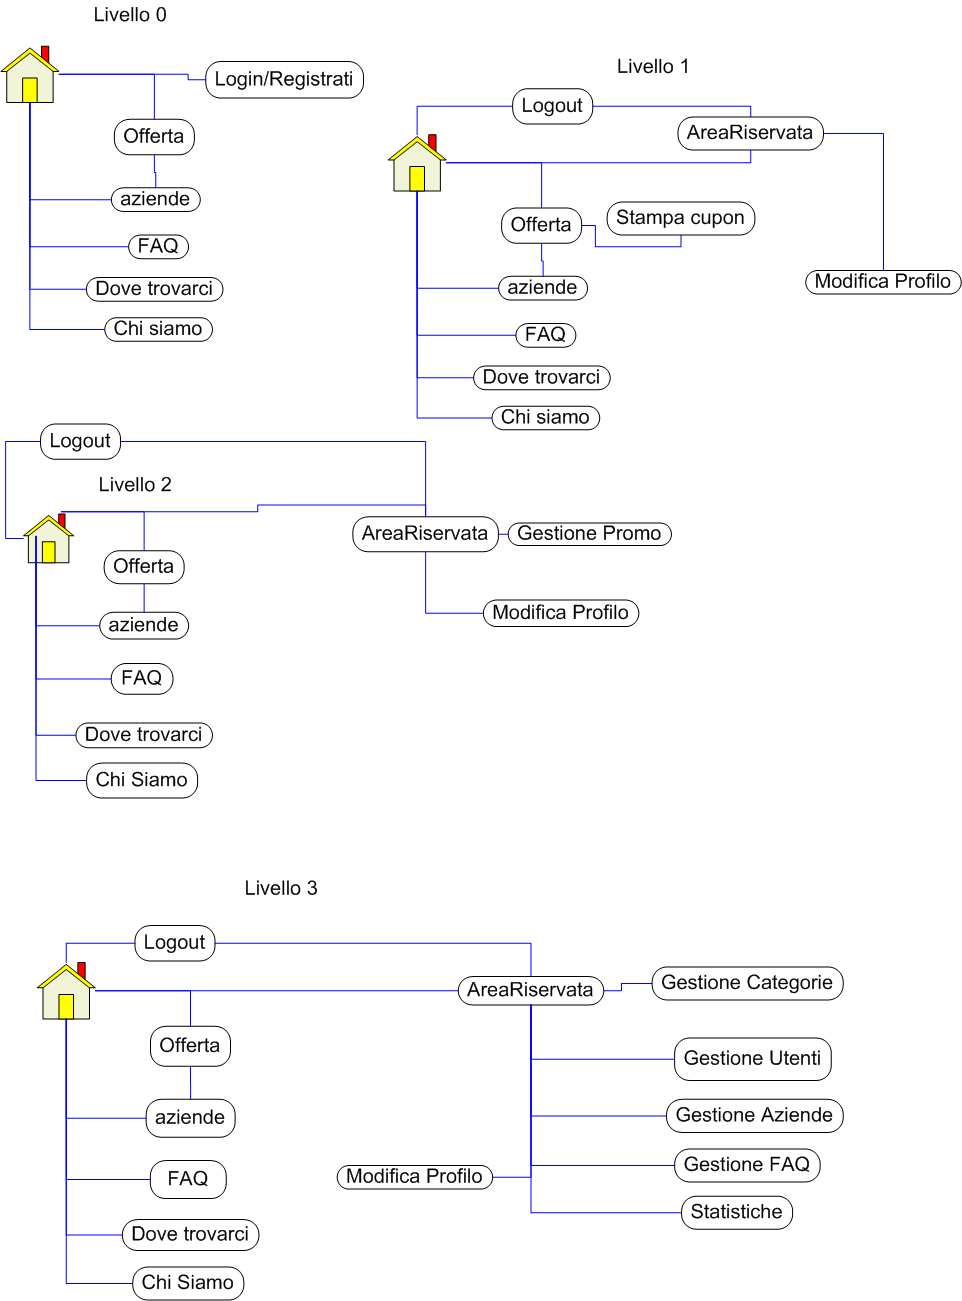 Livello 0
Login/Registrati
Offerta
aziende
FAQ
Dove trovarci
Chi siamo
Livello 1
Logout
AreaRiservata
Offerta
Stampa cupon
aziende
Modifica Profilo
FAQ
Dove trovarci
Chi siamo
Logout
Livello 2
AreaRiservata
Gestione Promo
Offerta
aziende
Modifica Profilo
FAQ
Dove trovarci
Chi Siamo
Livello 3
Logout
AreaRiservata
Gestione Categorie
Offerta
Gestione Utenti
aziende
Gestione Aziende
FAQ
Modifica Profilo
Gestione FAQ
Statistiche
Dove trovarci
Chi Siamo